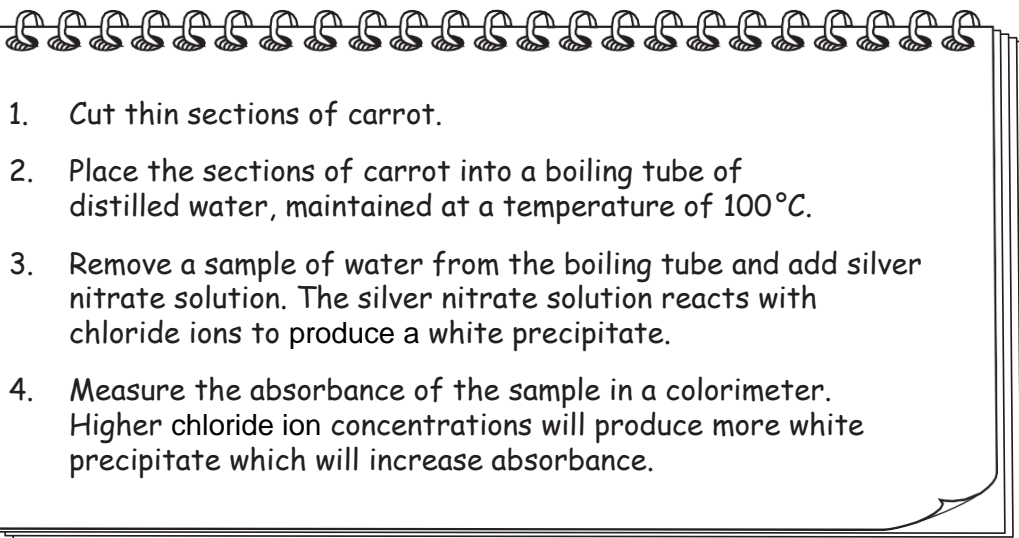 1. Cut thin sections of carrot.
2. Place the sections of carrot into a boiling tube of
distilled water, maintained at a temperature of 100°C.
3. Remove a sample of water from the boiling tube and add silver
nitrate solution. The silver nitrate solution reacts with
chloride ions to produce a white precipitate.
4. Measure the absorbance of the sample in a colorimeter.
Higher chloride ion concentrations will produce more white
precipitate which will increase absorbance.